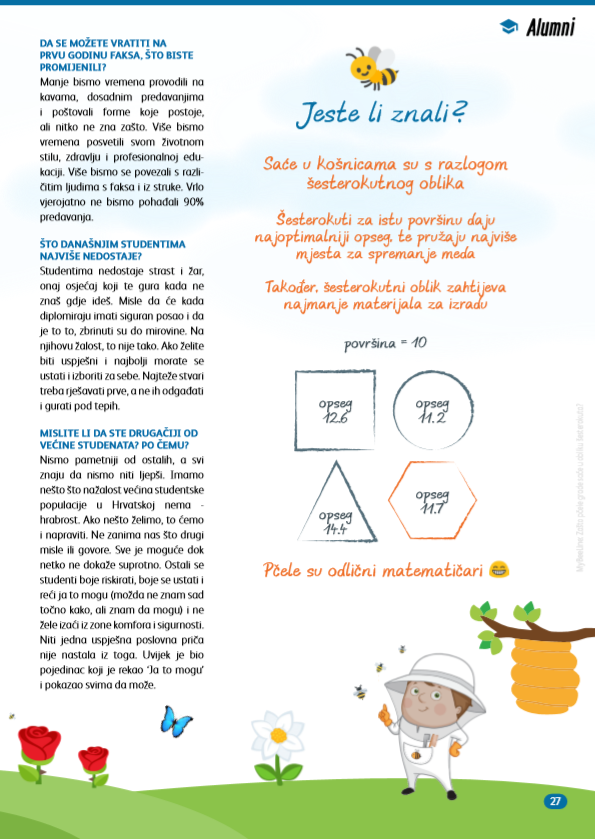 Alumni
DA SE MOŽETE VRATITI NA
PRVU GODINU FAKSA, ŠTO BISTE
PROMIJENILI?
Manje bismo vremena provodili na
kavama, dosadnim predavanjima
i poštovali forme koje postoje,
ali nitko ne zna zašto. Više bismo
vremena posvetili svom životnom
stilu, zdravlju i profesionalnoj edu-
kaciji. Više bismo se povezali s razli-
čitim ljudima s faksa i iz struke. Vrlo
vjerojatno ne bismo pohađali 90%
predavanja.
ŠTO DANAŠNJIM STUDENTIMA
NAJVIŠE NEDOSTAJE?
Studentima nedostaje strast i žar,
onaj osjećaj koji te gura kada ne
znaš gdje ideš. Misle da će kada
diplomiraju imati siguran posao i da
je to to, zbrinuti su do mirovine. Na
njihovu žalost, to nije tako. Ako želite
biti uspješni i najbolji morate se
ustati i izboriti za sebe. Najteže stvari
treba rješavati prve, a ne ih odgađati
i gurati pod tepih.
MISLITE LI DA STE DRUGAČIJI OD
VEĆINE STUDENATA? PO ČEMU?
Nismo pametniji od ostalih, a svi
znaju da nismo niti ljepši. Imamo
nešto što nažalost većina studentske
populacije u Hrvatskoj nema -
hrabrost. Ako nešto želimo, to ćemo
i napraviti. Ne zanima nas što drugi
misle ili govore. Sve je moguće dok
netko ne dokaže suprotno. Ostali se
studenti boje riskirati, boje se ustati i
reći ja to mogu (možda ne znam sad
točno kako, ali znam da mogu) i ne
žele izaći iz zone komfora i sigurnosti.
Niti jedna uspješna poslovna priča
nije nastala iz toga. Uvijek je bio
pojedinac koji je rekao 'Ja to mogu'
i pokazao svima da može.
Jeste li znali?
Saće u košnicama su s razlogom
šesterokutnog oblika
Šesterokuti za istu površinu daju
najoptimalniji opseg, te pružaju najviše
mjesta za spremanje meda
Također, šesterokutni oblik zahtijeva
najmanje materijala za izradu
površina = 10
opseg
12.6
opseg
11.2
opseg
14.4
opseg
11.7
Pčele su odlični matematičari
MyBeeLine; Zašto pčele grade saće u obliku šesterokuta?
27